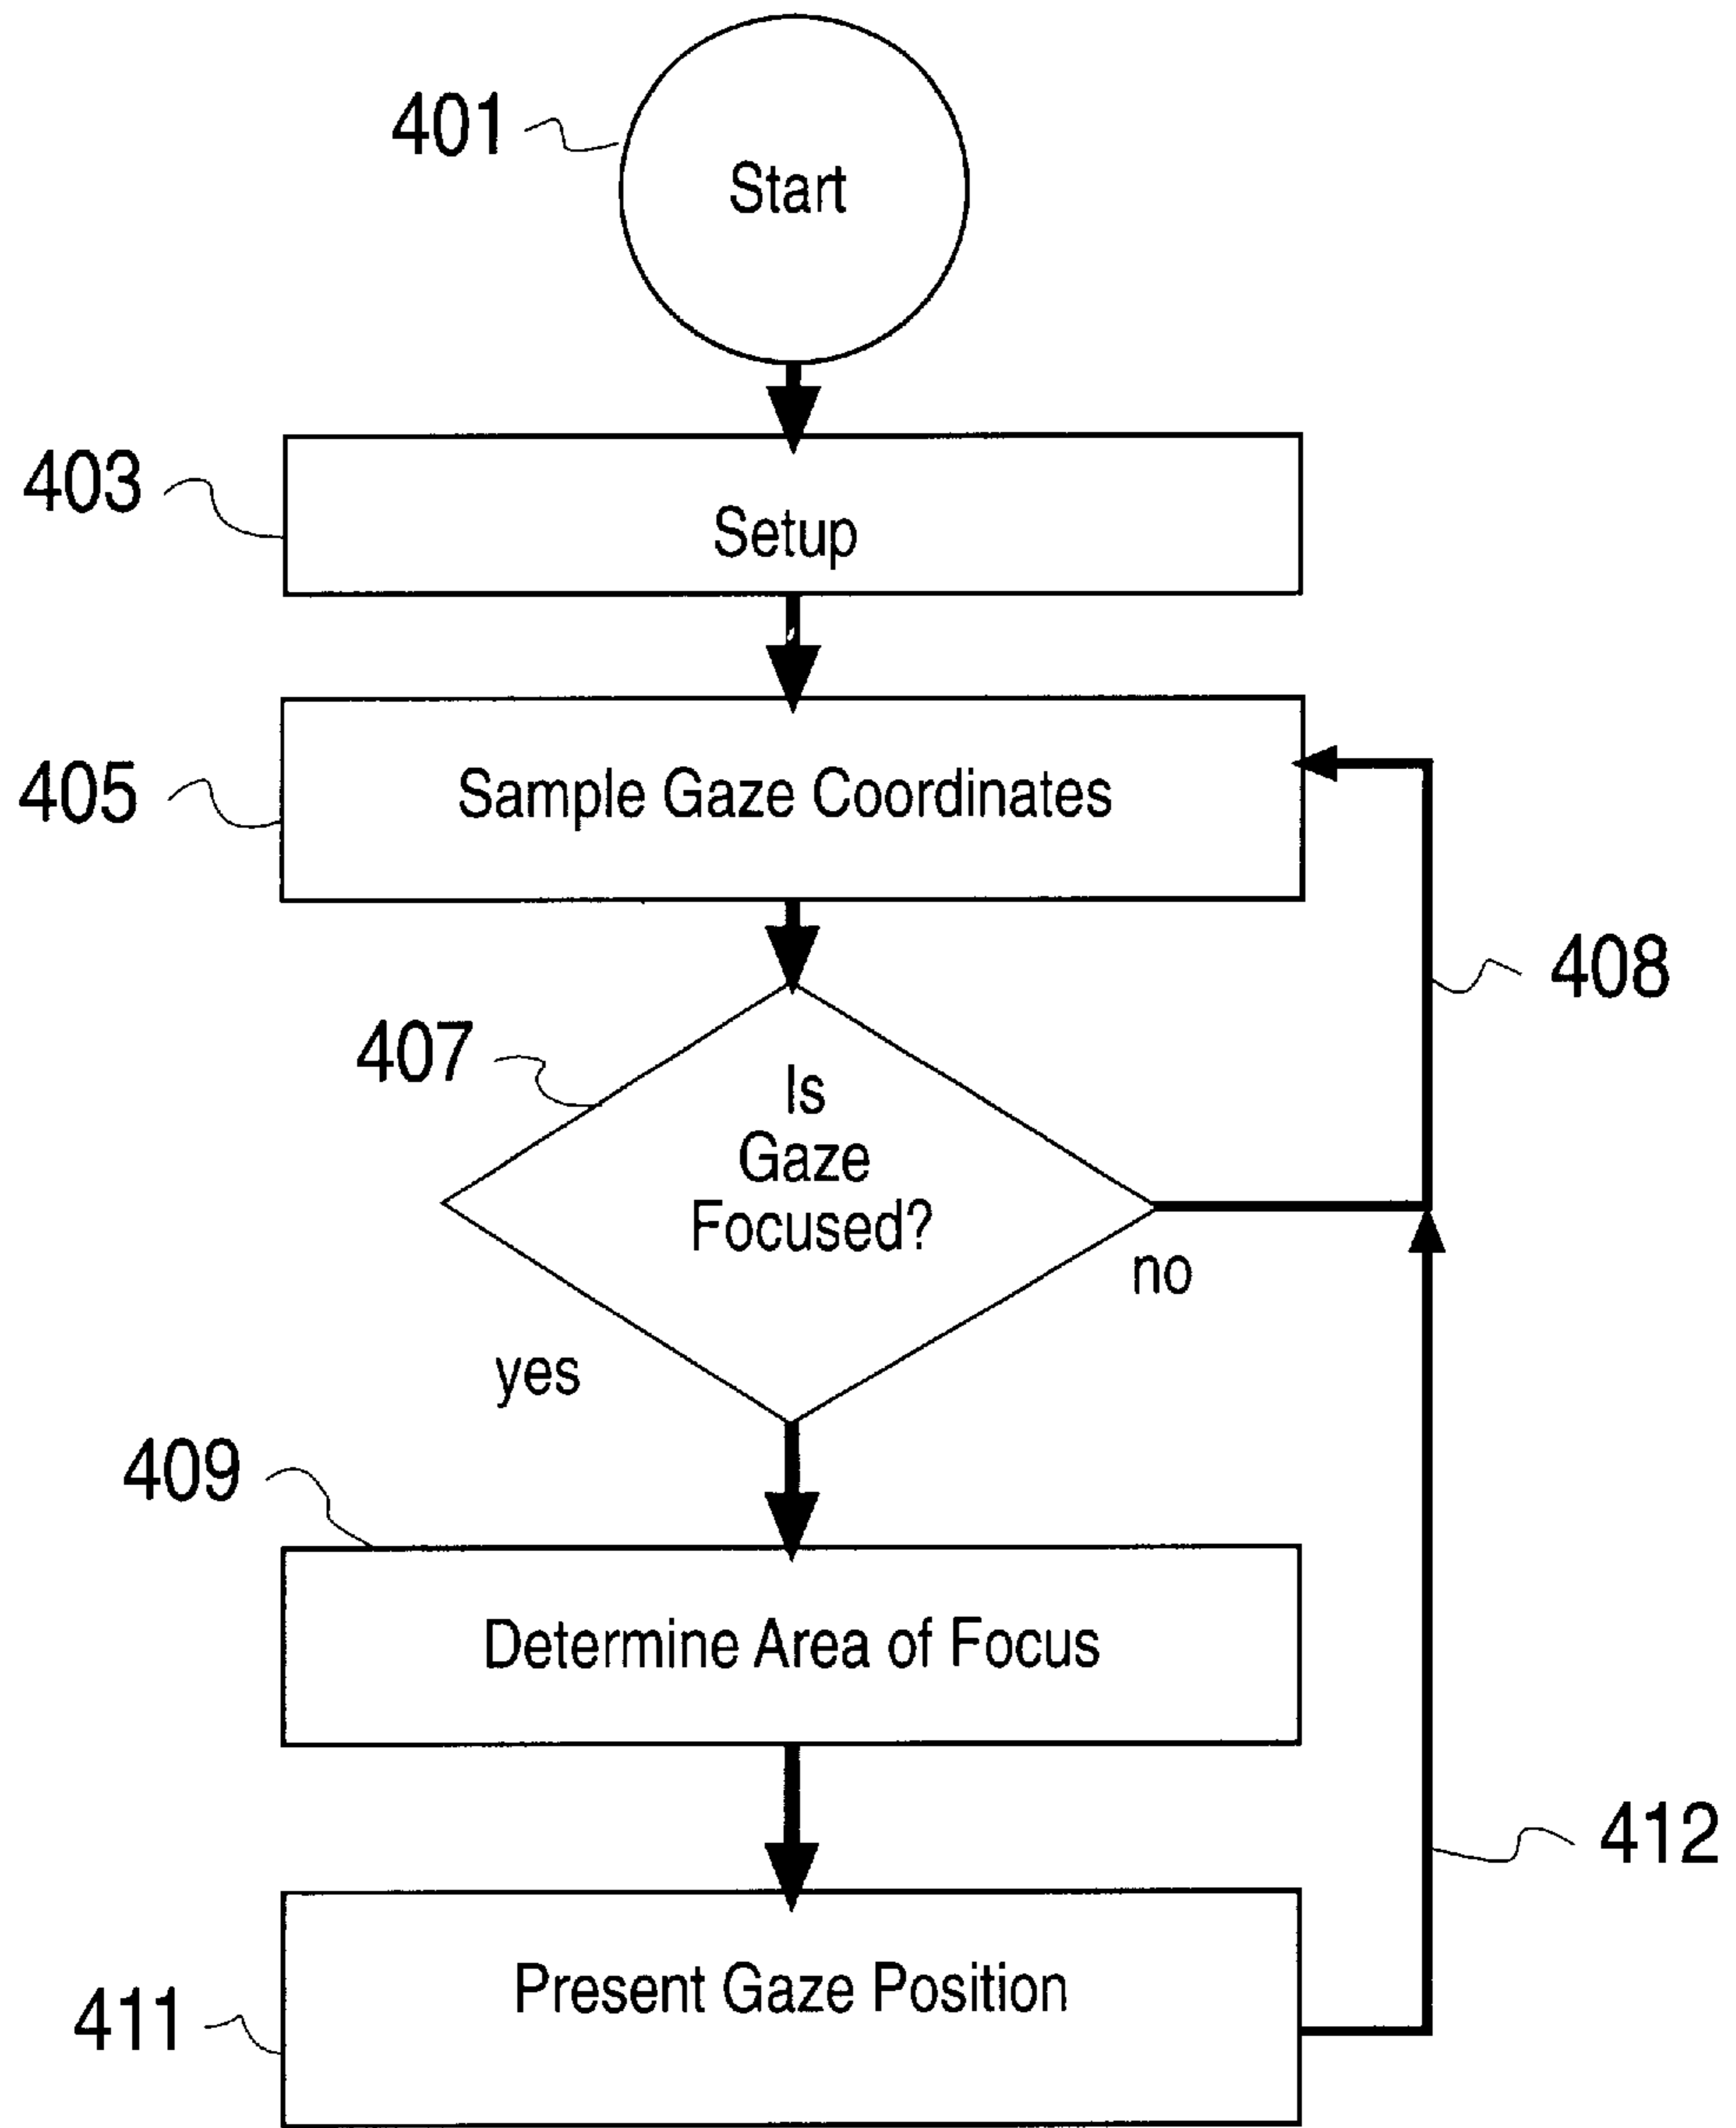 401
Start
403
Setup
405
Sample Gaze Coordinates
408
407
Is
Gaze
Focused?
no
yes
409
Determine Area of Focus
412
Present Gaze Position
411